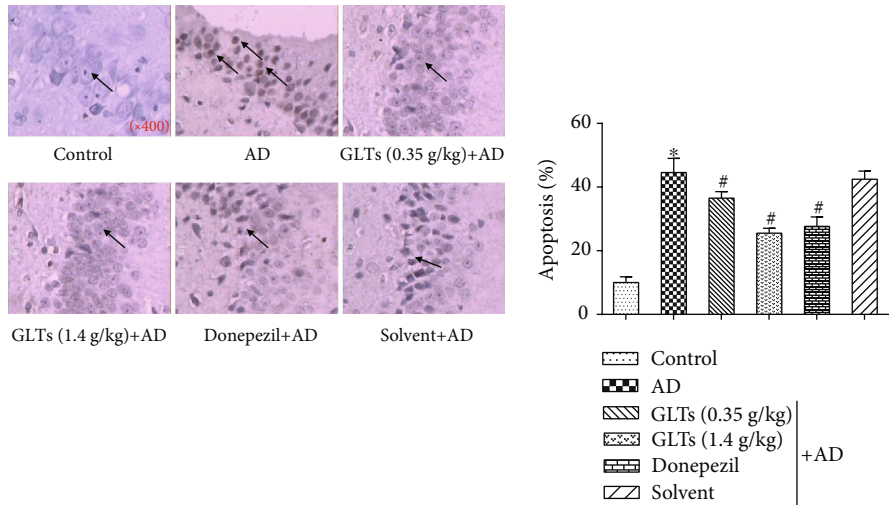 (×400)
Control
AD
GLTs (0.35 g/kg)+AD
GLTs (1.4 g/kg)+AD
Donepezil+AD
Solvent+AD
Apoptosis (%)
60
40
20
0
*
#
#
#
Control
AD
GLTs (0.35 g/kg)
GLTs (1.4 g/kg)
Donepezil
Solvent
+AD